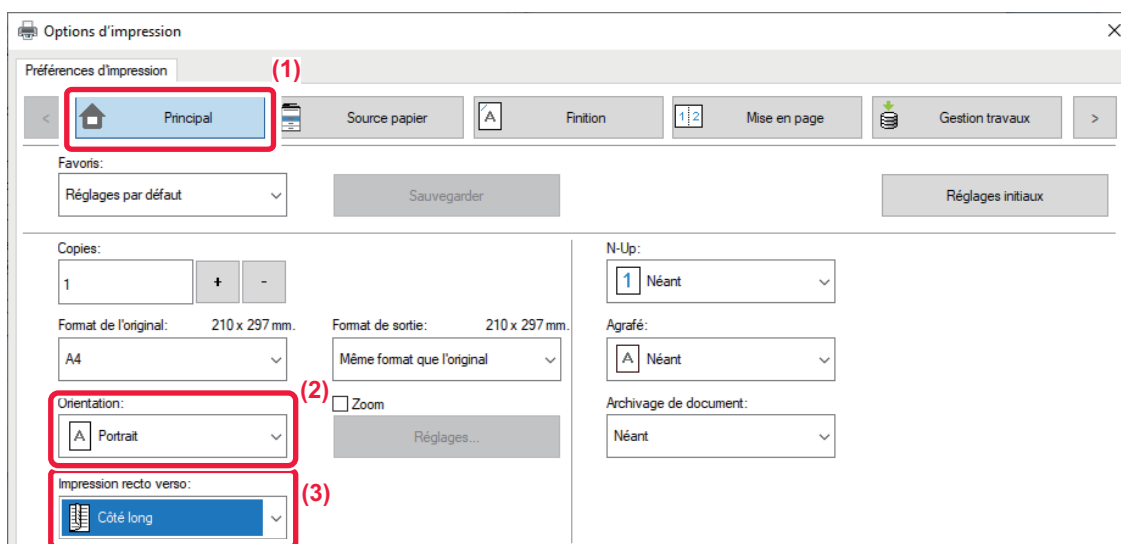 Options d'impression
Préférences d'impression
(1)
< Principal Source papier A Finition 1 2 Mise en page Gestion travaux >
Favoris:
Réglages par défaut Sauvegarder Réglages initiaux
Copies: N-Up:
1 + - 1 Néant
Format de l'original: 210 x 297 mm. Format de sortie: 210 x 297 mm. Agrafé:
A4 Même format que l'original A Néant
(2)
Orientation: Zoom Archivage de document:
A Portrait Réglages... Néant
Impression recto verso: (3)
Côté long